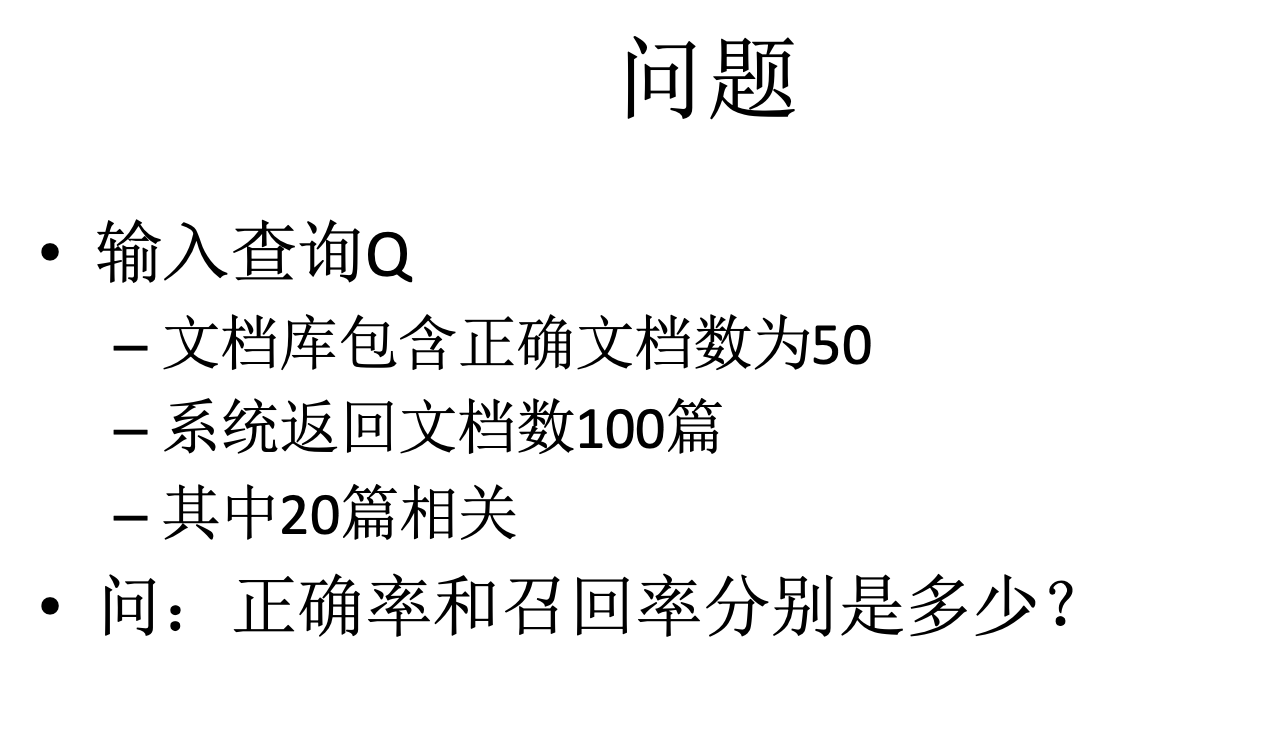 问题
• 输入查询Q
– 文档库包含正确文档数为50
– 系统返回文档数100篇
– 其中20篇相关
• 问：正确率和召回率分别是多少？